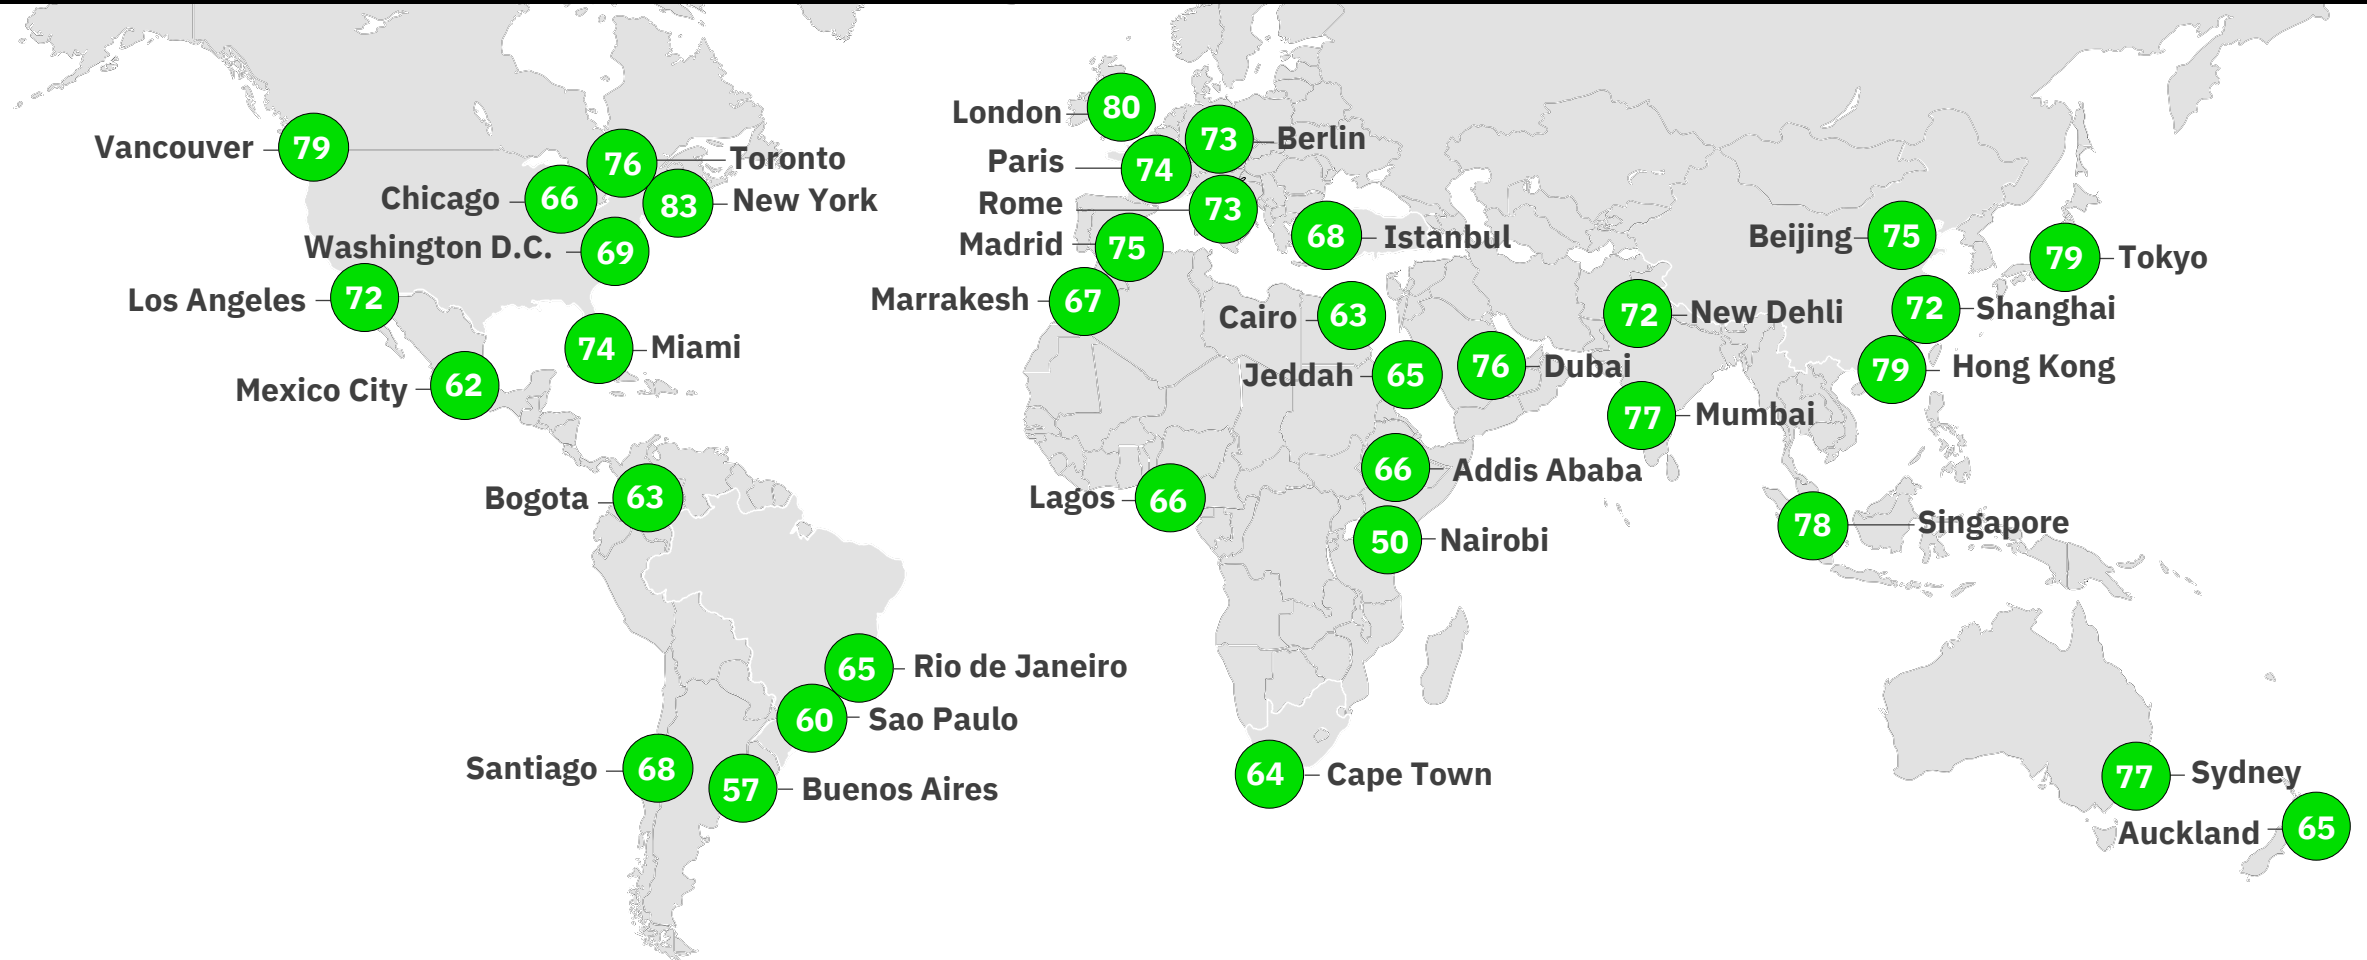 London 80
73 Berlin
Vancouver 79
76 Toronto
Paris 74
Chicago 66
83 New York
Rome 73
Washington D.C. 69
Madrid 75
68 Istanbul
Beijing 75
79 Tokyo
Los Angeles 72
Marrakesh 67
Cairo 63
72 New Dehli
72 Shanghai
74 Miami
Jeddah 65
76 Dubai
79 Hong Kong
Mexico City 62
77 Mumbai
66 Addis Ababa
Bogota 63
Lagos 66
78 Singapore
50 Nairobi
65 Rio de Janeiro
60 Sao Paulo
Santiago 68
57 Buenos Aires
64 Cape Town
77 Sydney
Auckland 65